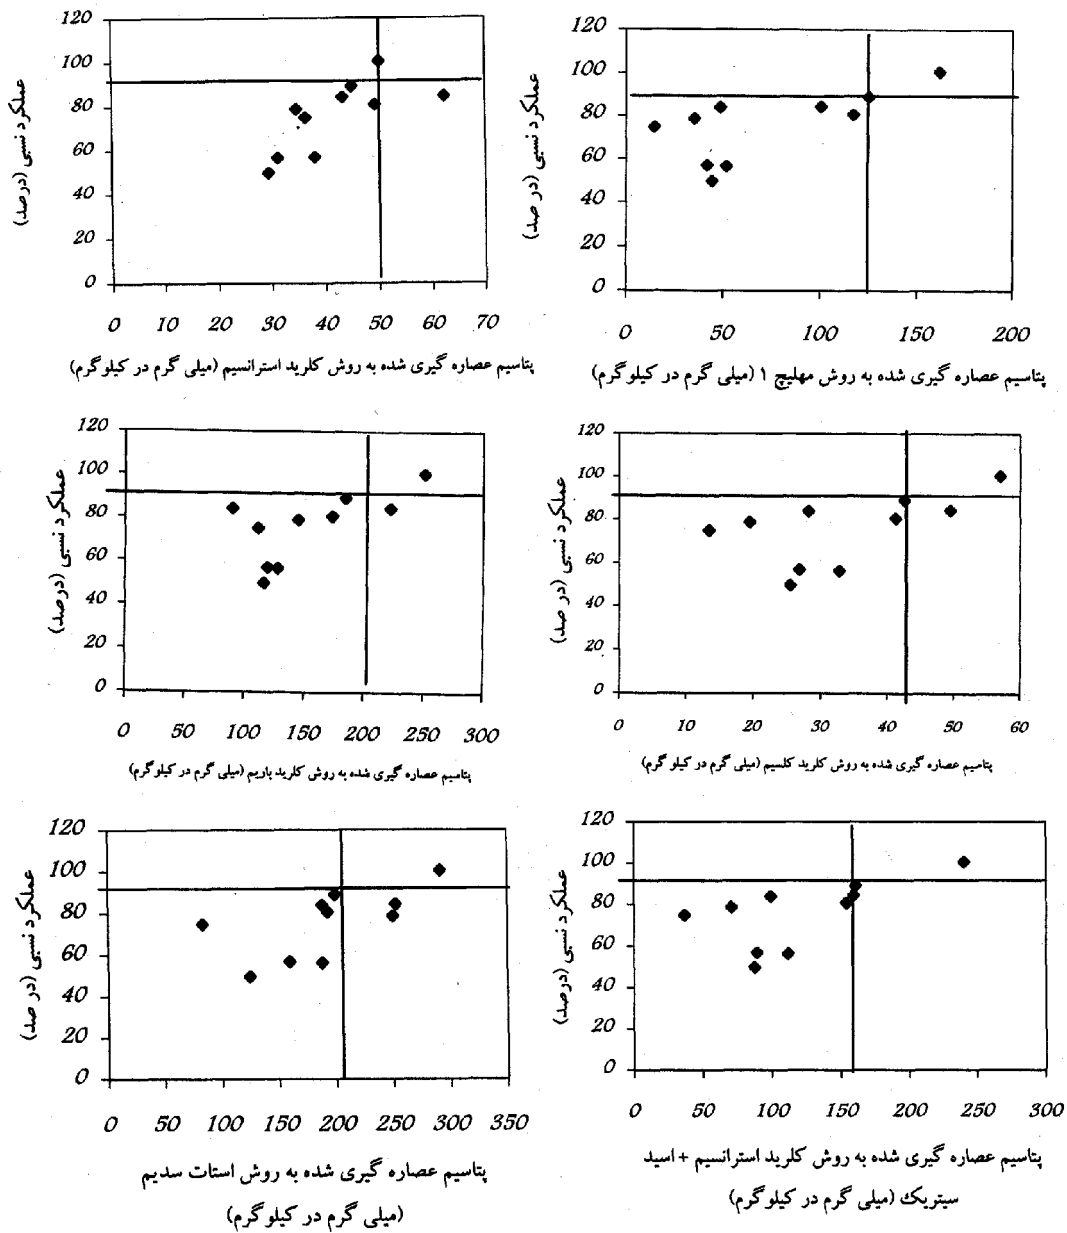 120
100
80
60
40
20
0
عملکرد نسبی (درصد)
0 10 20 30 40 50 60 70
پتاسیم عصاره گیری شده به روش کلرید استرانسیم (میلی گرم در کیلوگرم)
120
100
80
60
40
20
0
عملکرد نسبی (در صد)
0 50 100 150 200
پتاسیم عصاره گیری شده به روش مهلیچ ۱ (میلی گرم در کیلوگرم)
120
100
80
60
40
20
0
عملکرد نسبی (درصد)
0 50 100 150 200 250 300
پتاسیم عصاره گیری شده به روش کلرید باریم (میلی گرم در کیلوگرم)
120
100
80
60
40
20
0
عملکرد نسبی (در صد)
0 10 20 30 40 50 60
پتاسیم عصاره گیری شده به روش کلرید کلسیم (میلی گرم در کیلو گرم)
120
100
80
60
40
20
0
عملکرد نسبی (در صد)
0 50 100 150 200 250 300 350
پتاسیم عصاره گیری شده به روش استات سدیم
(میلی گرم در کیلوگرم)
120
100
80
60
40
20
0
عملکرد نسبی (درصد)
0 50 100 150 200 250 300
پتاسیم عصاره گیری شده به روش کلرید استرانسیم + اسید
سیتریک (میلی گرم در کیلوگرم)